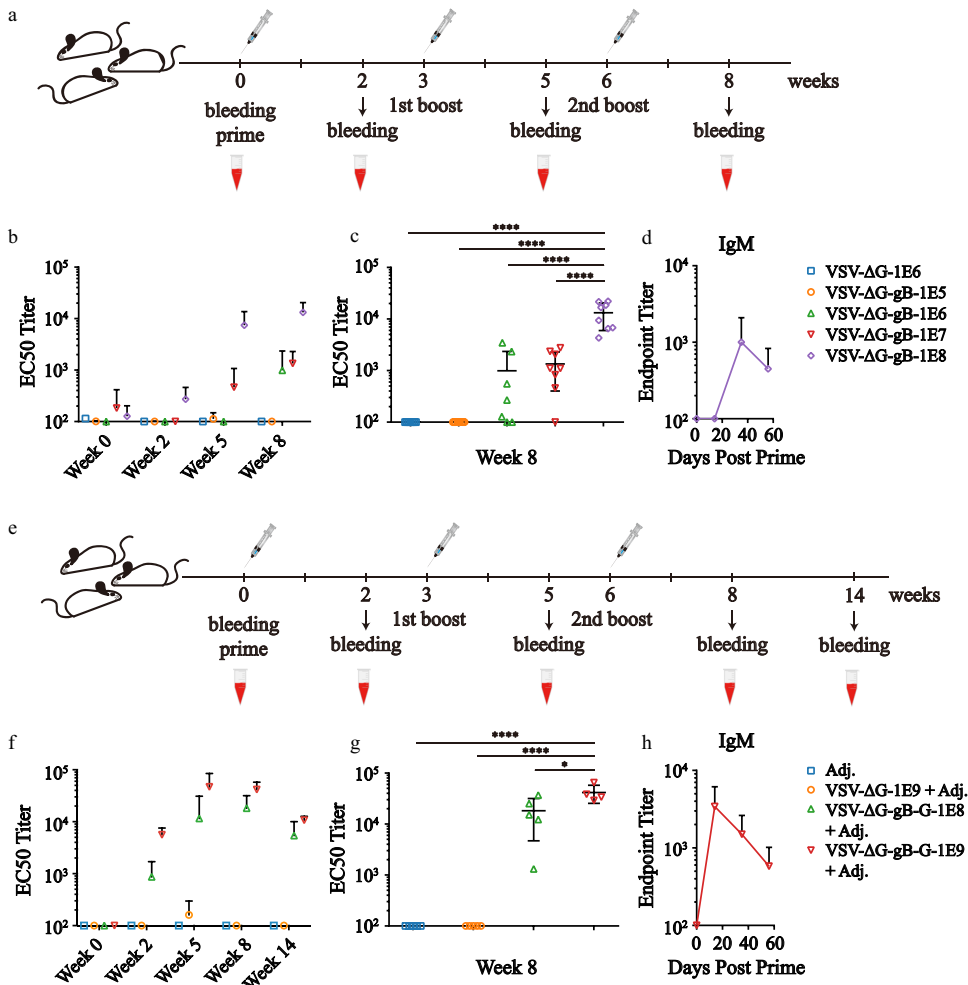 a
0 2 3 5 6 8 weeks
bleeding 1st boost 2nd boost
prime bleeding bleeding bleeding
b
10⁵
10⁴
10³
10²
EC50 Titer
Week 0 Week 2 Week 5 Week 8
c
****
****
****
****
10⁵
10⁴
10³
10²
EC50 Titer
Week 8
d
IgM
10⁴
10³
10²
Endpoint Titer
0 20 40 60
Days Post Prime
VSV-ΔG-1E6
VSV-ΔG-gB-1E5
VSV-ΔG-gB-1E6
VSV-ΔG-gB-1E7
VSV-ΔG-gB-1E8
e
0 2 3 5 6 8 14 weeks
bleeding 1st boost 2nd boost
prime bleeding bleeding bleeding bleeding
f
10⁵
10⁴
10³
10²
EC50 Titer
Week 0 Week 2 Week 5 Week 8 Week 14
g
****
****
*
10⁵
10⁴
10³
10²
EC50 Titer
Week 8
h
IgM
10⁴
10³
10²
Endpoint Titer
0 20 40 60
Days Post Prime
Adj.
VSV-ΔG-1E9 + Adj.
VSV-ΔG-gB-G-1E8
+ Adj.
VSV-ΔG-gB-G-1E9
+ Adj.